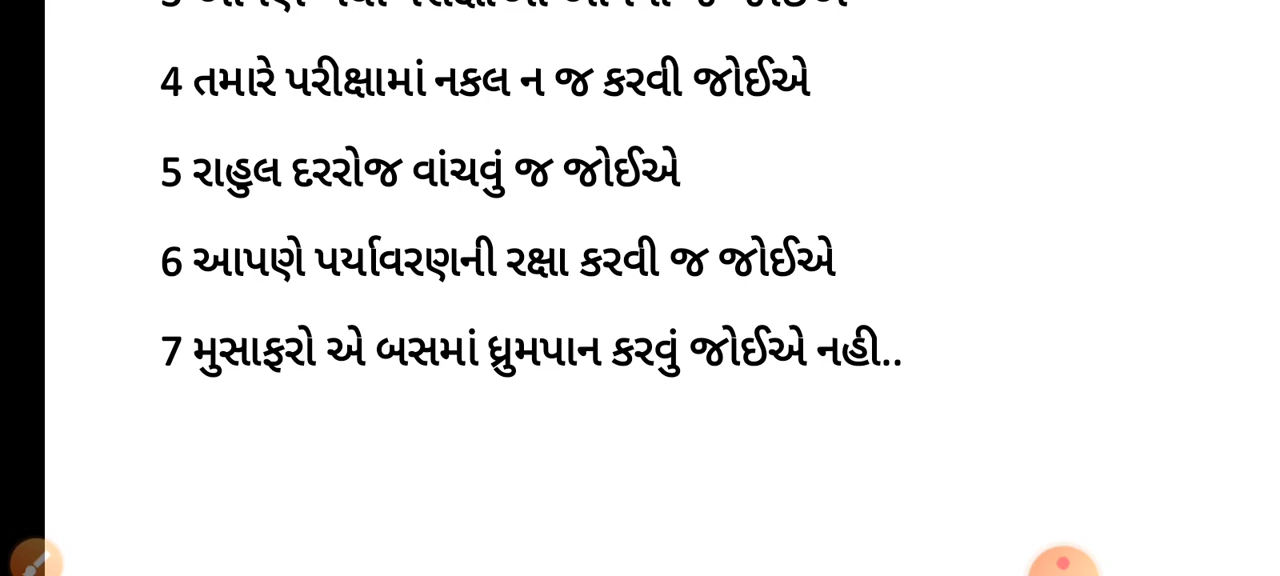 4 તમારે પરીક્ષામાં નકલ ન જ કરવી જોઈએ
5 રાહુલ દરરોજ વાંચવું જ જોઈએ
6 આપણે પર્યાવરણની રક્ષા કરવી જ જોઈએ
7 મુસાફરો એ બસમાં ધ્રુમપાન કરવું જોઈએ નહી..